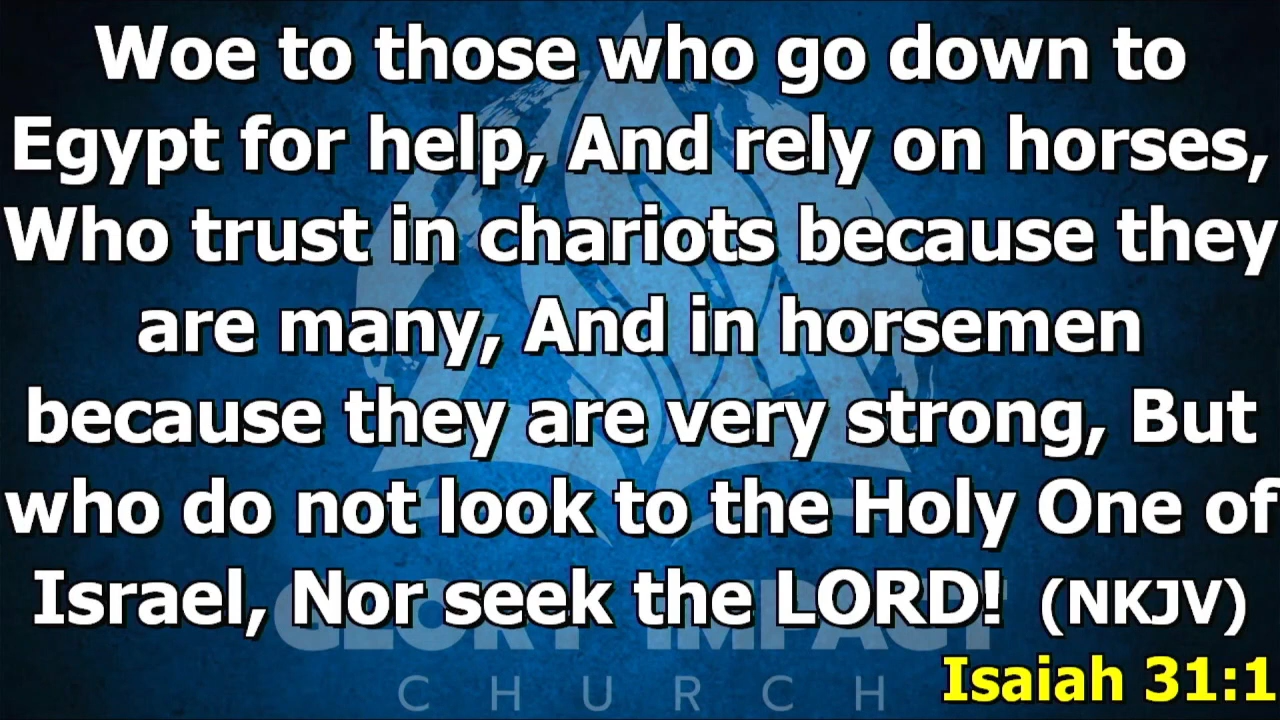 Woe to those who go down to
Egypt for help, And rely on horses,
Who trust in chariots because they
are many, And in horsemen
because they are very strong, But
who do not look to the Holy One of
Israel, Nor seek the LORD! (NKJV)
GLORY IMPACT
Isaiah 31:1
CHURCH